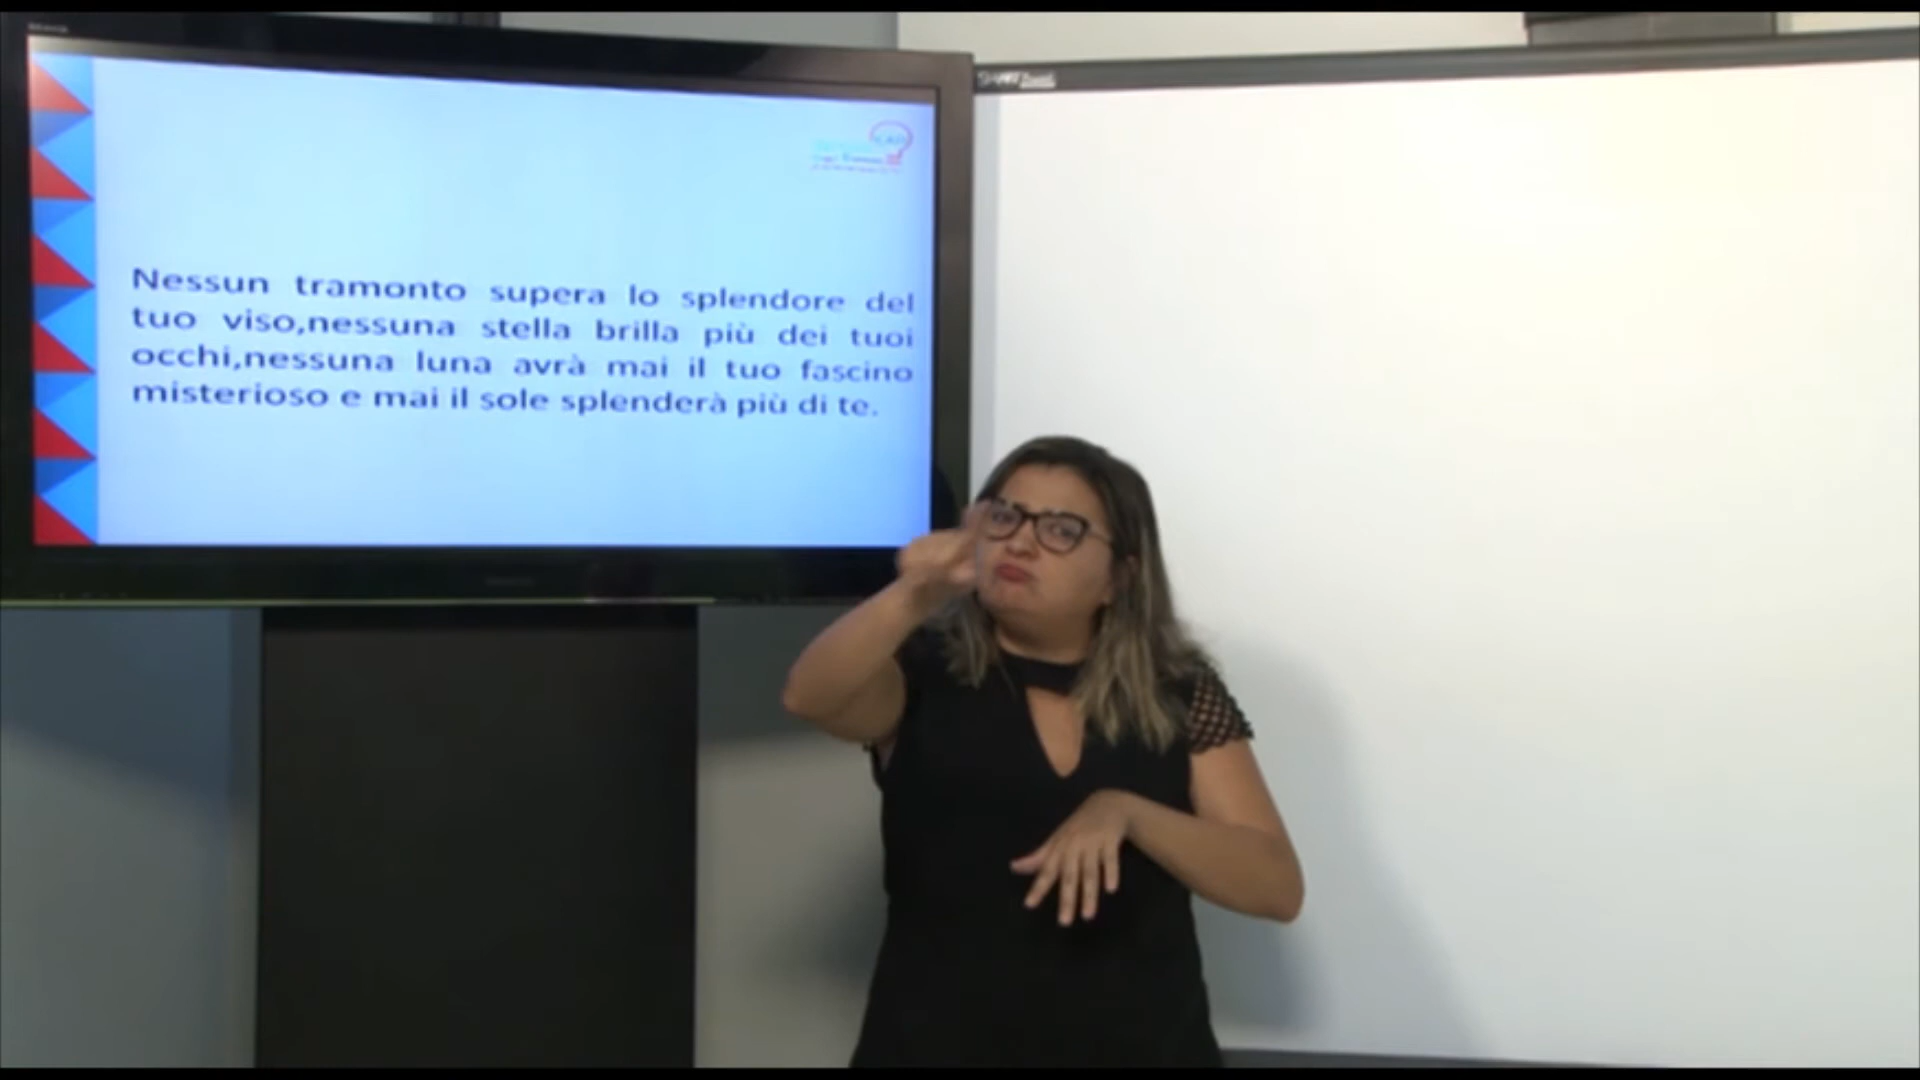 Nessun tramonto supera lo splendore del
tuo viso,nessuna stella brilla più dei tuoi
occhi,nessuna luna avrà mai il tuo fascino
misterioso e mai il sole splenderà più di te.